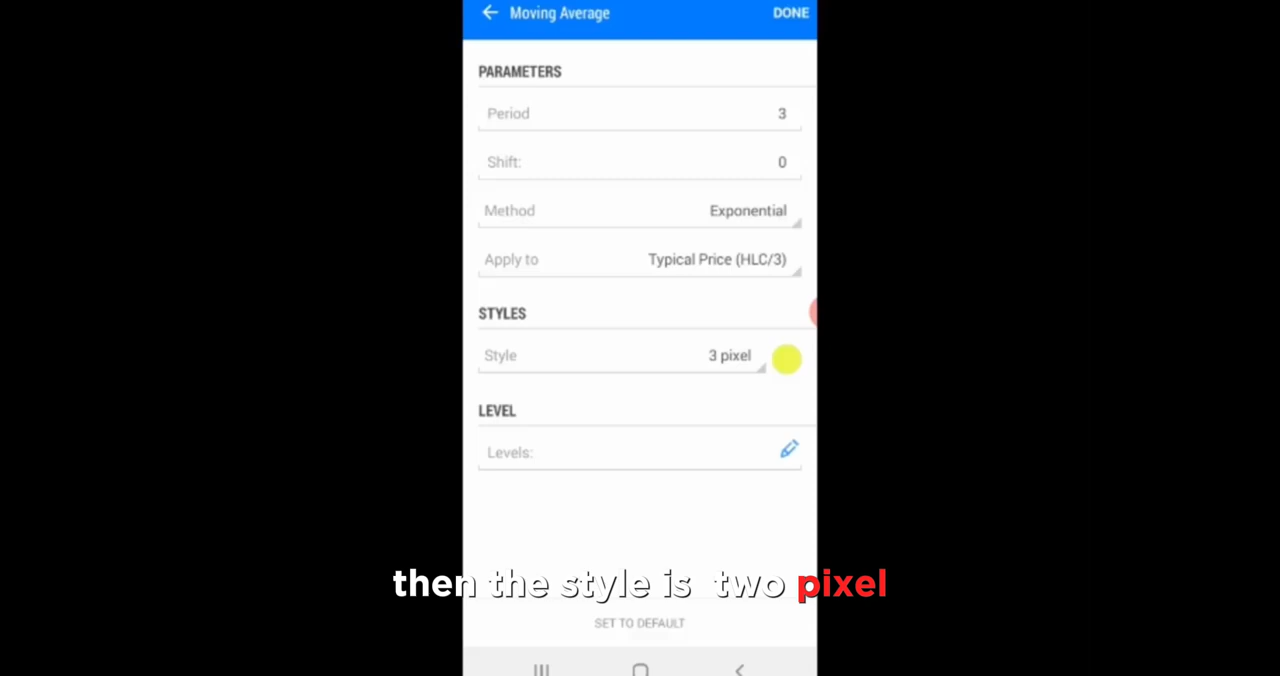 Moving Average DONE
PARAMETERS
Period 3
Shift: 0
Method Exponential
Apply to Typical Price (HLC/3)
STYLES
Style 3 pixel
LEVEL
Levels:
then the style is two pixel
SET TO DEFAULT